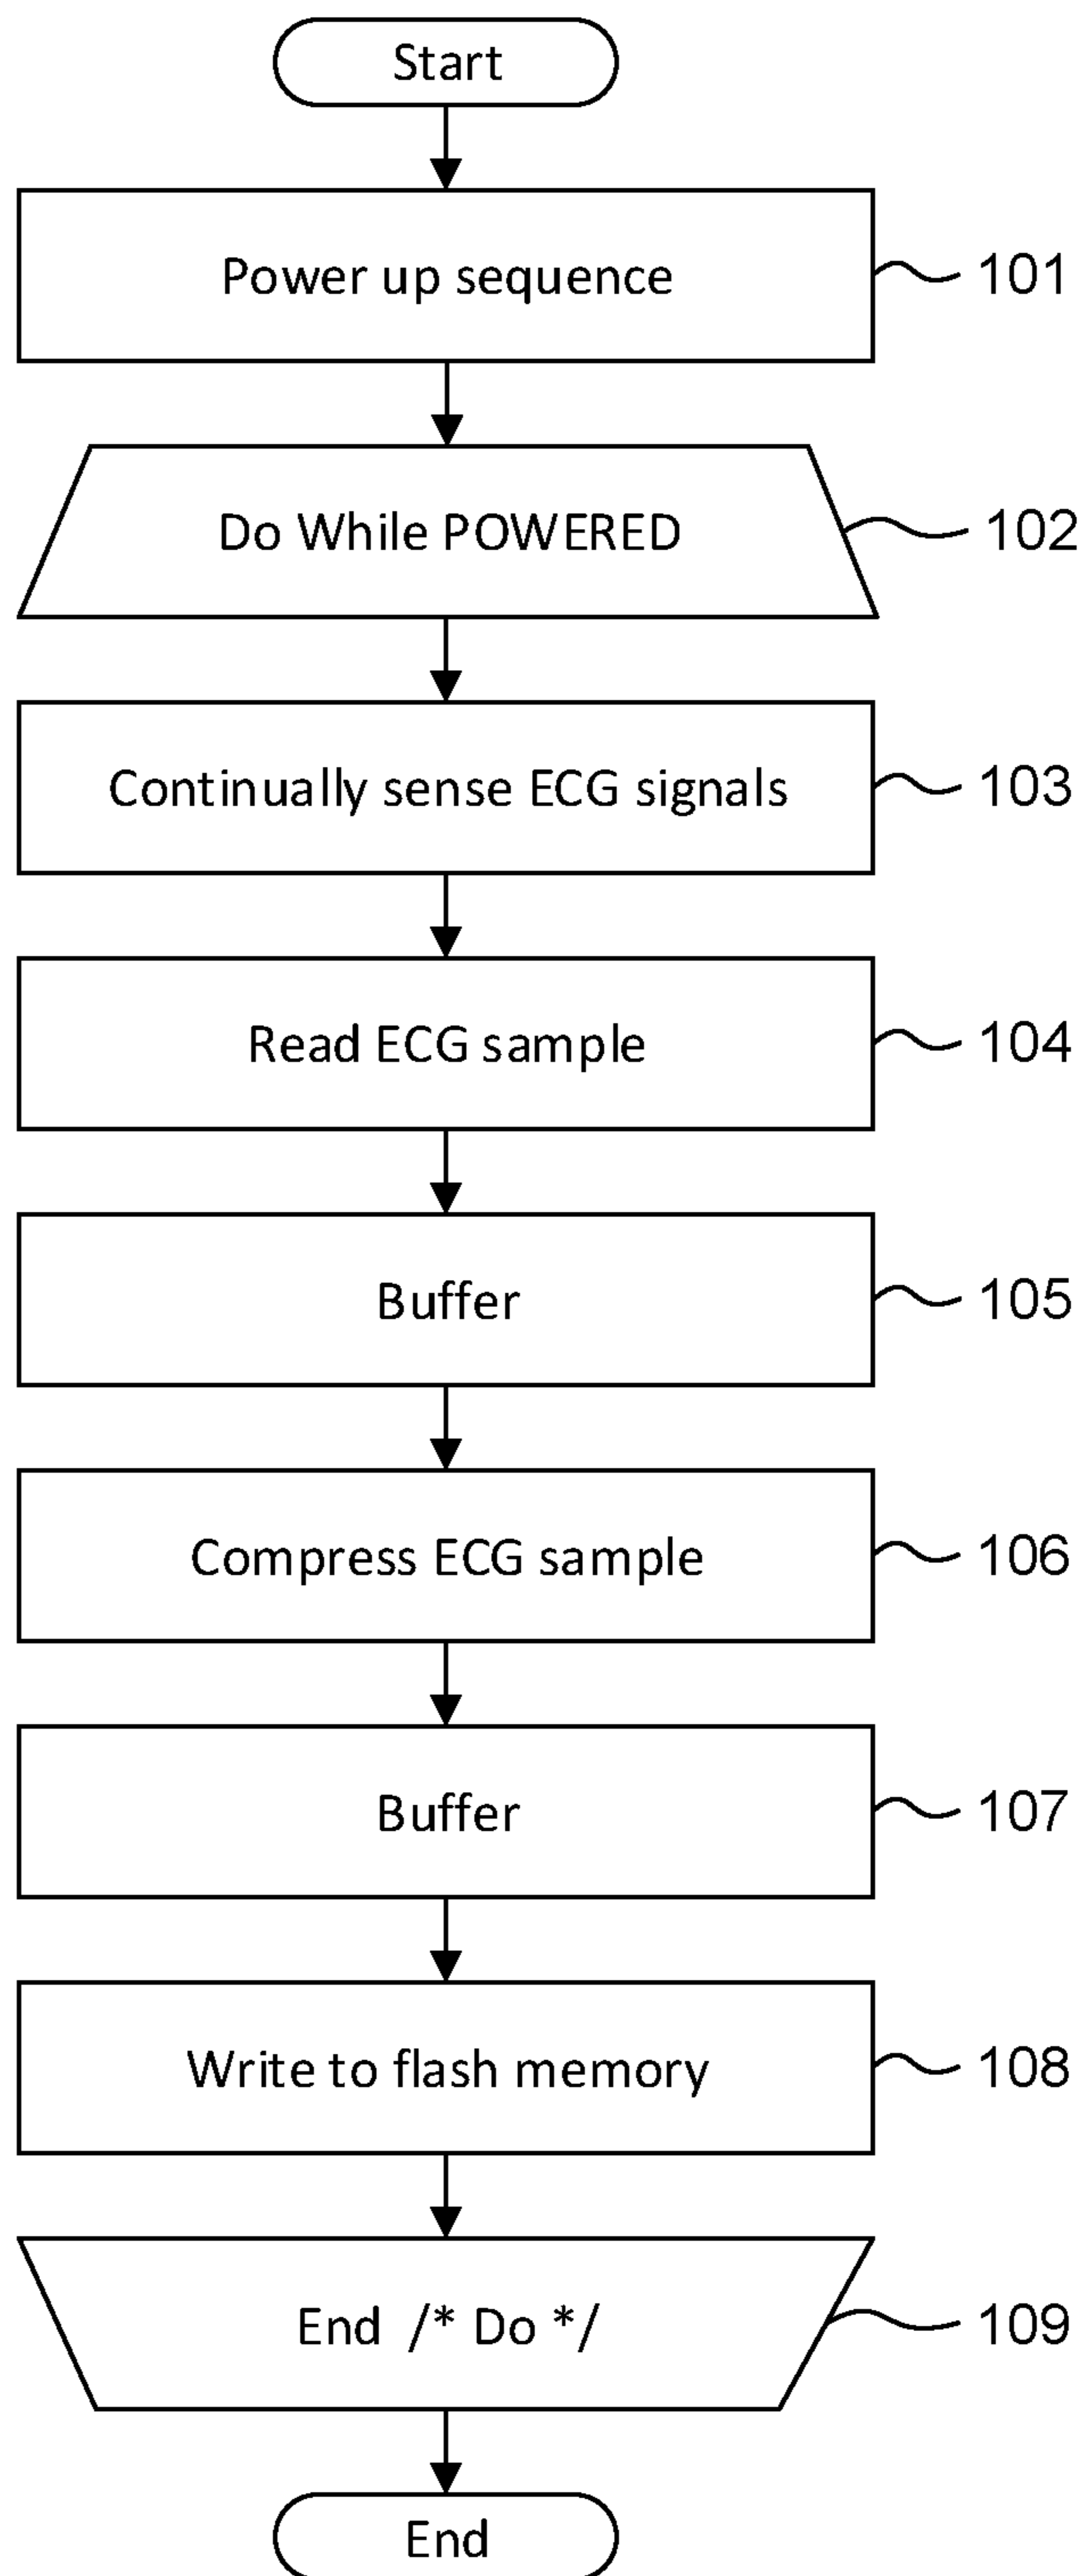 Start
Power up sequence
101
Do While POWERED
102
Continually sense ECG signals
103
Read ECG sample
104
Buffer
105
Compress ECG sample
106
Buffer
107
Write to flash memory
108
End /* Do */
109
End